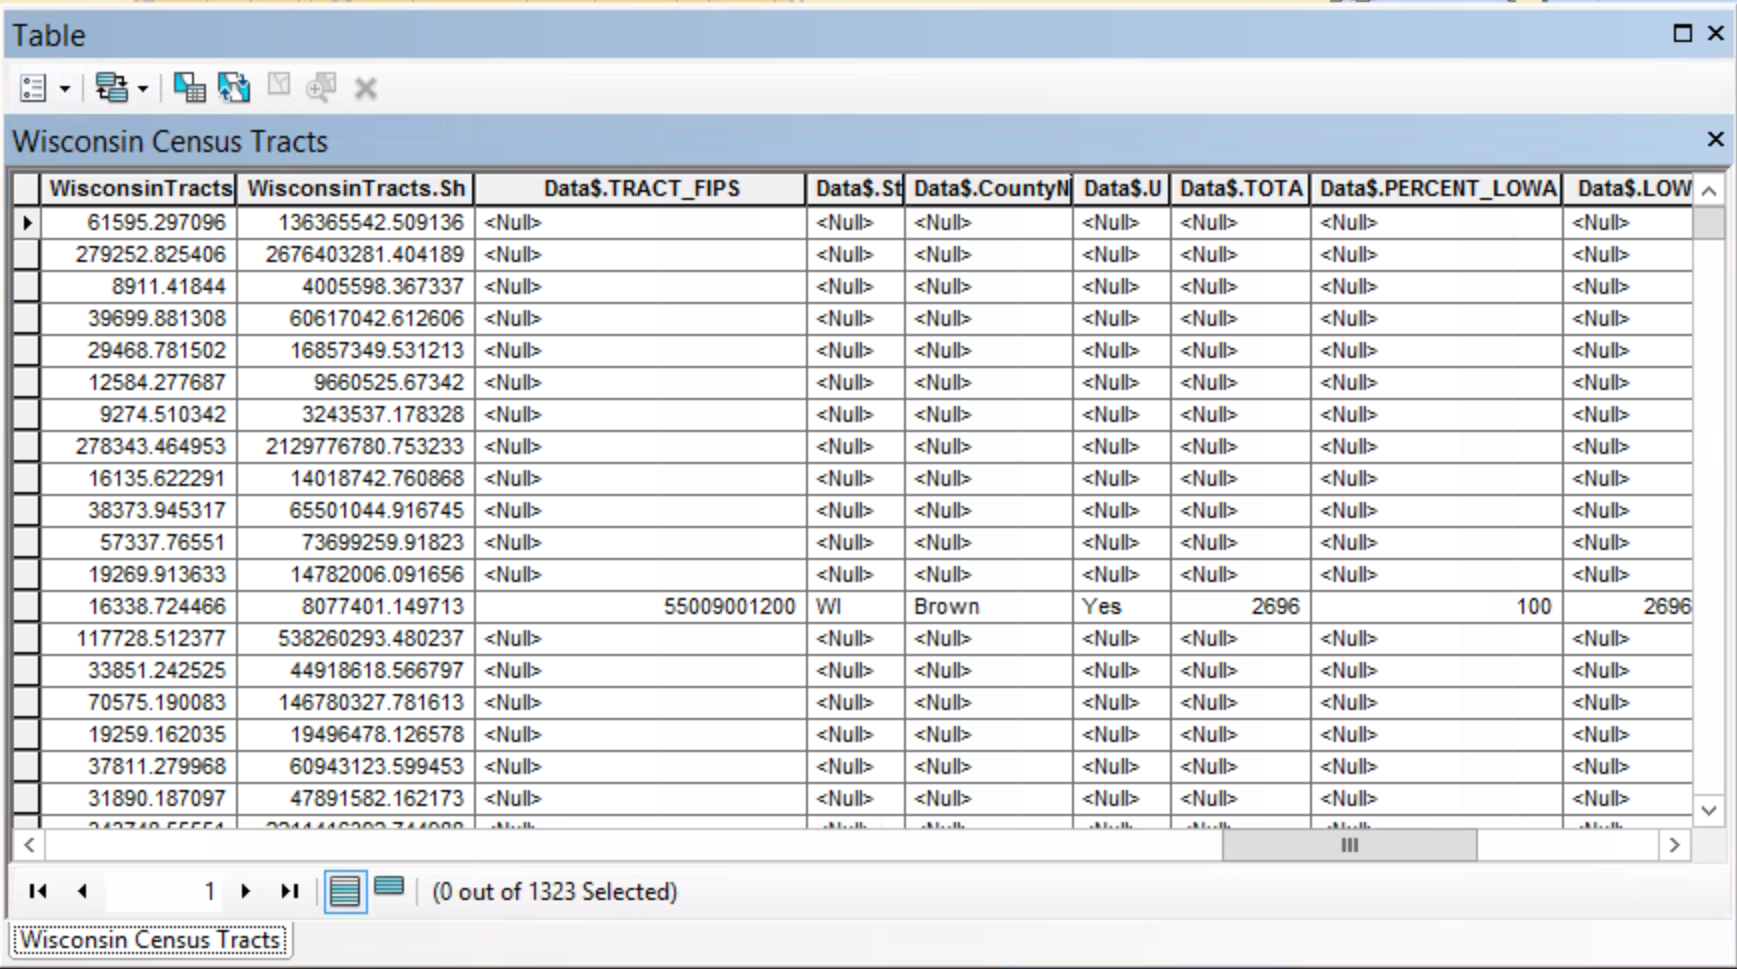 Table
Wisconsin Census Tracts
WisconsinTracts WisconsinTracts.Sh Data$.TRACT_FIPS Data$.St Data$.CountyN Data$.U Data$.TOTA Data$.PERCENT_LOWA Data$.LOW
61595.297096 136365542.509136 <Null> <Null> <Null> <Null> <Null> <Null> <Null>
279252.825406 2676403281.404189 <Null> <Null> <Null> <Null> <Null> <Null> <Null>
8911.41844 4005598.367337 <Null> <Null> <Null> <Null> <Null> <Null> <Null>
39699.881308 60617042.612606 <Null> <Null> <Null> <Null> <Null> <Null> <Null>
29468.781502 16857349.531213 <Null> <Null> <Null> <Null> <Null> <Null> <Null>
12584.277687 9660525.67342 <Null> <Null> <Null> <Null> <Null> <Null> <Null>
9274.510342 3243537.178328 <Null> <Null> <Null> <Null> <Null> <Null> <Null>
278343.464953 2129776780.753233 <Null> <Null> <Null> <Null> <Null> <Null> <Null>
16135.622291 14018742.760868 <Null> <Null> <Null> <Null> <Null> <Null> <Null>
38373.945317 65501044.916745 <Null> <Null> <Null> <Null> <Null> <Null> <Null>
57337.76551 73699259.91823 <Null> <Null> <Null> <Null> <Null> <Null> <Null>
19269.913633 14782006.091656 <Null> <Null> <Null> <Null> <Null> <Null> <Null>
16338.724466 8077401.149713 55009001200 WI Brown Yes 2696 100 2696
117728.512377 538260293.480237 <Null> <Null> <Null> <Null> <Null> <Null> <Null>
33851.242525 44918618.566797 <Null> <Null> <Null> <Null> <Null> <Null> <Null>
70575.190083 146780327.781613 <Null> <Null> <Null> <Null> <Null> <Null> <Null>
19259.162035 19496478.126578 <Null> <Null> <Null> <Null> <Null> <Null> <Null>
37811.279968 60943123.599453 <Null> <Null> <Null> <Null> <Null> <Null> <Null>
31890.187097 47891582.162173 <Null> <Null> <Null> <Null> <Null> <Null> <Null>
1 (0 out of 1323 Selected)
Wisconsin Census Tracts